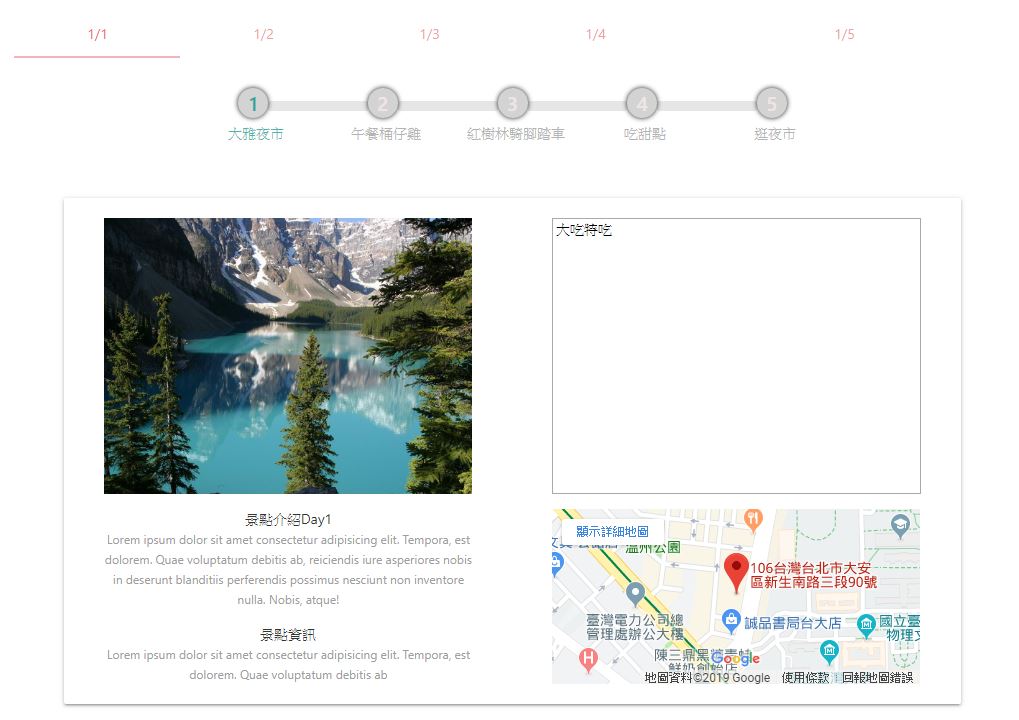 1/1
1/2
1/3
1/4
1/5
1
2
3
4
5
大雅夜市
午餐桶仔雞
紅樹林騎腳踏車
吃甜點
逛夜市
大吃特吃
景點介紹Day1
Lorem ipsum dolor sit amet consectetur adipisicing elit. Tempora, est
dolorem. Quae voluptatum debitis ab, reiciendis iure asperiores nobis
in deserunt blanditiis perferendis possimus nesciunt non inventore
nulla. Nobis, atque!
景點資訊
Lorem ipsum dolor sit amet consectetur adipisicing elit. Tempora, est
dolorem. Quae voluptatum debitis ab
顯示詳細地圖
溫州公園
106台灣台北市大安
區新生南路三段90號
臺灣電力公司總
管理處辦公大樓
誠品書局台大店
國立臺
物理文
陳三鼎黑糖青蛙
鮮奶創始店
H
Google
地圖資料©2019 Google
使用條款
回報地圖錯誤